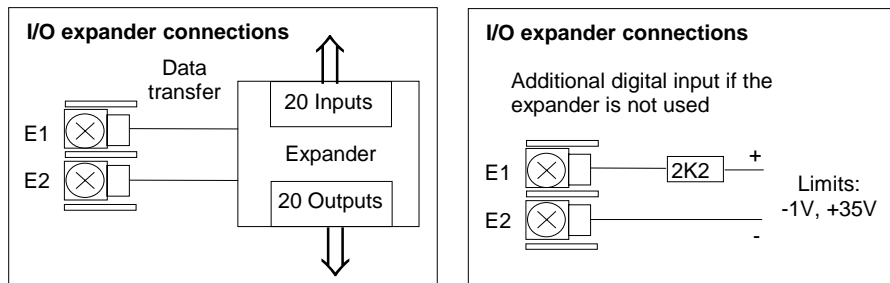 I/O expander connections
Data
transfer
20 Inputs
E1
Expander
E2
20 Outputs
I/O expander connections
Additional digital input if the
expander is not used
E1
2K2
+
Limits:
-1V, +35V
E2
-